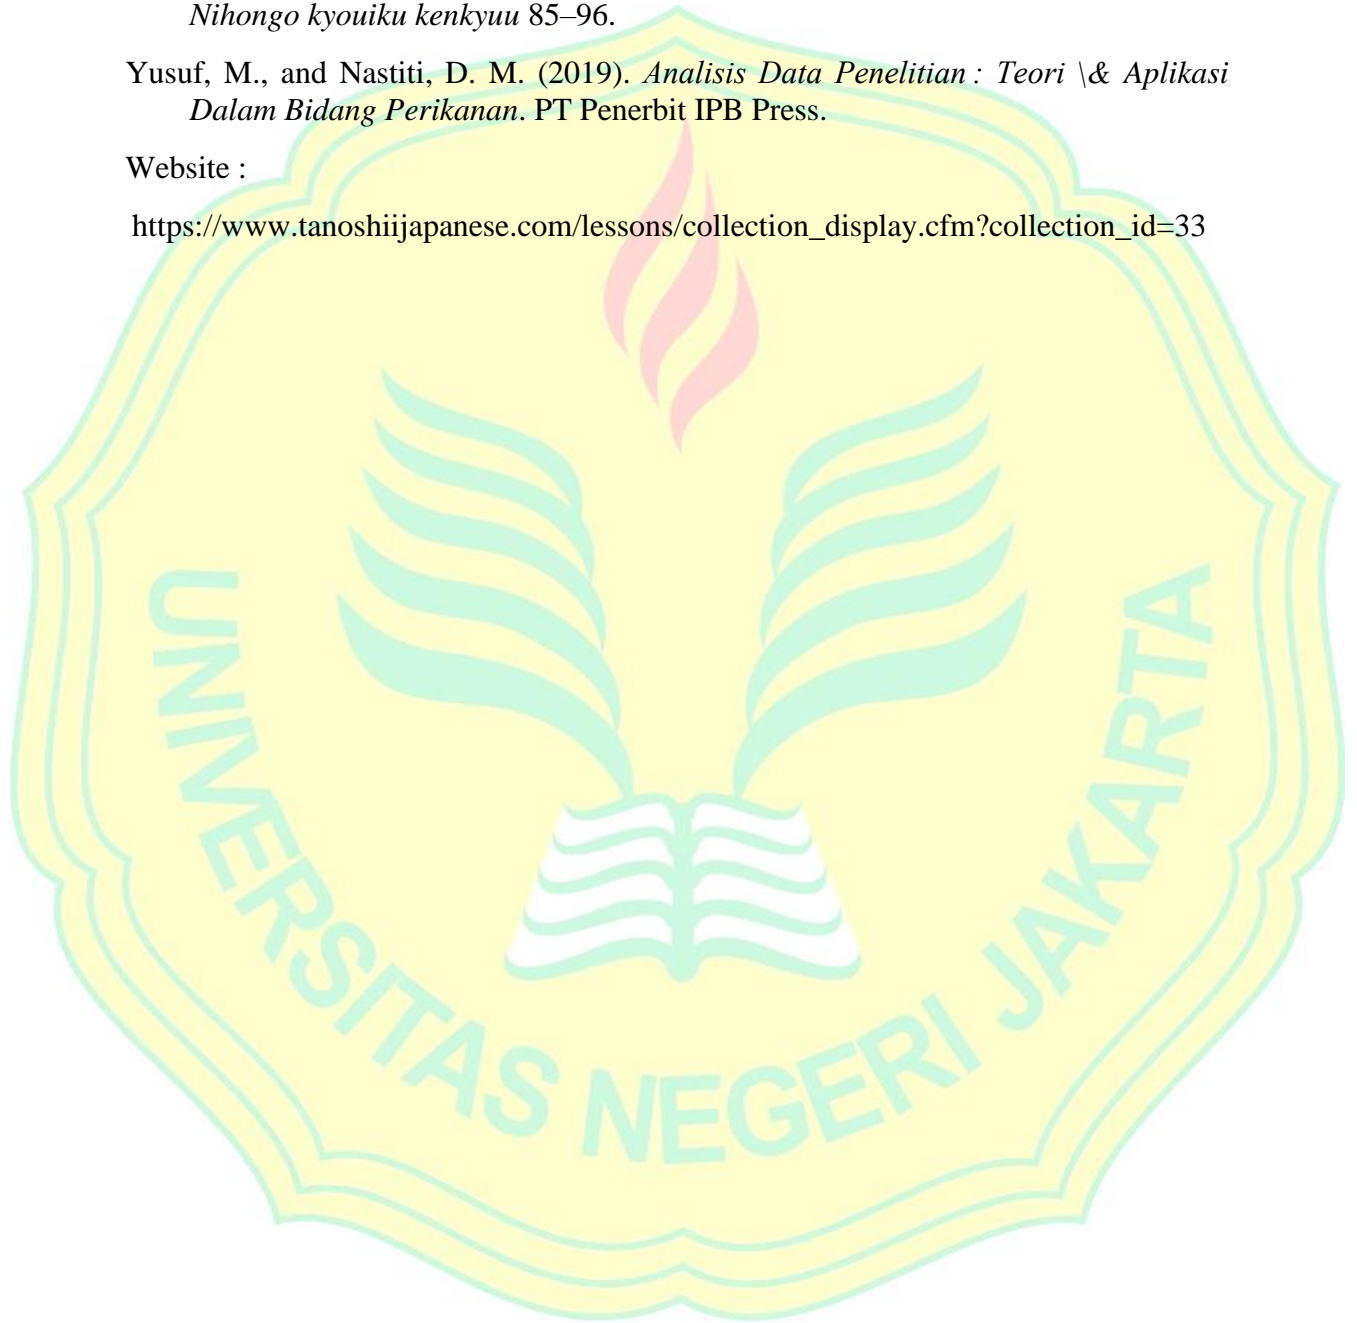 Nihongo kyouiku kenkyuu 85–96.
Yusuf, M., and Nastiti, D. M. (2019). Analisis Data Penelitian : Teori \& Aplikasi
Dalam Bidang Perikanan. PT Penerbit IPB Press.
Website :
https://www.tanoshiijapanese.com/lessons/collection_display.cfm?collection_id=33
UNIVERSITAS NEGERI JAKARTA